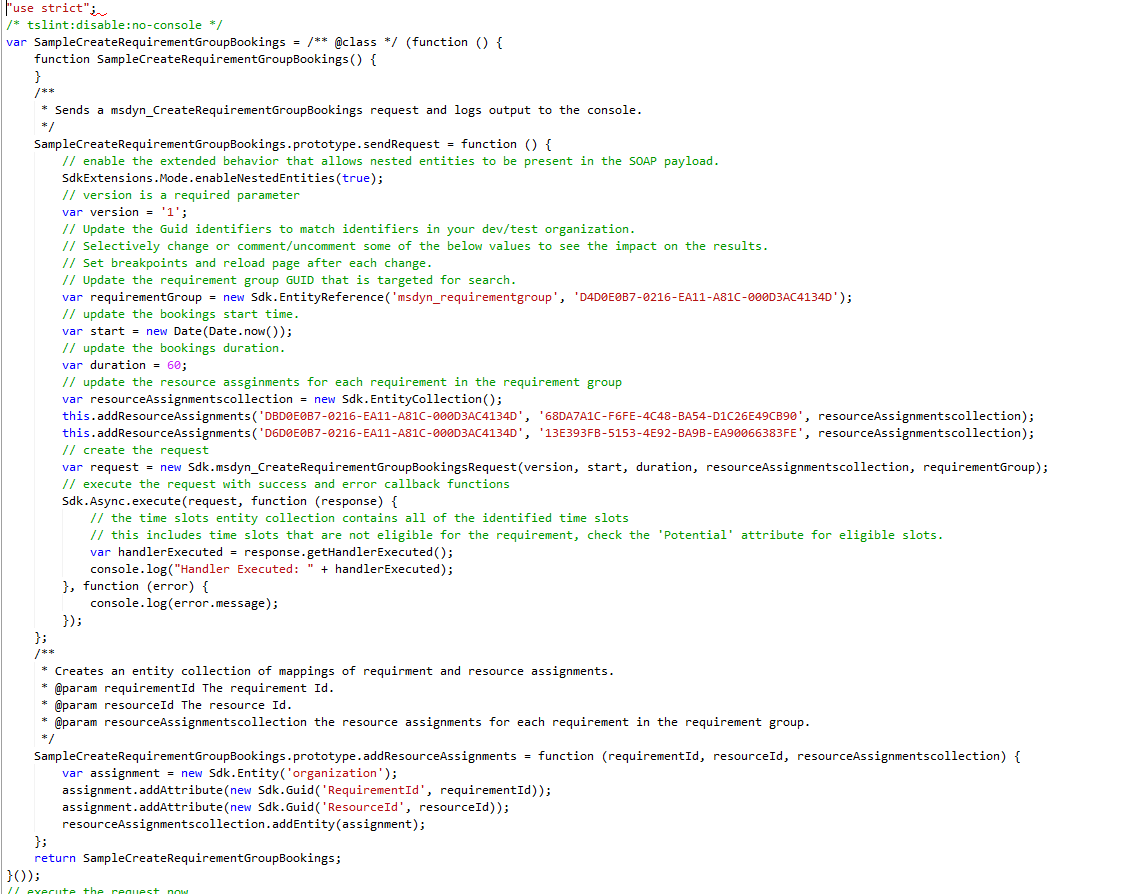 "use strict";
/* tslint:disable:no-console */
var SampleCreateRequirementGroupBookings = /** @class */ (function () {
    function SampleCreateRequirementGroupBookings() {
    }
    /**
     * Sends a msdyn_CreateRequirementGroupBookings request and logs output to the console.
     */
    SampleCreateRequirementGroupBookings.prototype.sendRequest = function () {
        // enable the extended behavior that allows nested entities to be present in the SOAP payload.
        SdkExtensions.Mode.enableNestedEntities(true);
        // version is a required parameter
        var version = '1';
        // Update the Guid identifiers to match identifiers in your dev/test organization.
        // Selectively change or comment/uncomment some of the below values to see the impact on the results.
        // Set breakpoints and reload page after each change.
        // Update the requirement group GUID that is targeted for search.
        var requirementGroup = new Sdk.EntityReference('msdyn_requirementgroup', 'D4D0E0B7-0216-EA11-A81C-000D3AC4134D');
        // update the bookings start time.
        var start = new Date(Date.now());
        // update the bookings duration.
        var duration = 60;
        // update the resource assginments for each requirement in the requirement group
        var resourceAssignmentscollection = new Sdk.EntityCollection();
        this.addResourceAssignments('DBD0E0B7-0216-EA11-A81C-000D3AC4134D', '68DA7A1C-F6FE-4C48-BA54-D1C26E49CB90', resourceAssignmentscollection);
        this.addResourceAssignments('D6D0E0B7-0216-EA11-A81C-000D3AC4134D', '13E393FB-5153-4E92-BA9B-EA90066383FE', resourceAssignmentscollection);
        // create the request
        var request = new Sdk.msdyn_CreateRequirementGroupBookingsRequest(version, start, duration, resourceAssignmentscollection, requirementGroup);
        // execute the request with success and error callback functions
        Sdk.Async.execute(request, function (response) {
            // the time slots entity collection contains all of the identified time slots
            // this includes time slots that are not eligible for the requirement, check the 'Potential' attribute for eligible slots.
            var handlerExecuted = response.getHandlerExecuted();
            console.log("Handler Executed: " + handlerExecuted);
        }, function (error) {
            console.log(error.message);
        });
    };
    /**
     * Creates an entity collection of mappings of requirment and resource assignments.
     * @param requirementId The requirement Id.
     * @param resourceId The resource Id.
     * @param resourceAssignmentscollection the resource assignments for each requirement in the requirement group.
     */
    SampleCreateRequirementGroupBookings.prototype.addResourceAssignments = function (requirementId, resourceId, resourceAssignmentscollection) {
        var assignment = new Sdk.Entity('organization');
        assignment.addAttribute(new Sdk.Guid('RequirementId', requirementId));
        assignment.addAttribute(new Sdk.Guid('ResourceId', resourceId));
        resourceAssignmentscollection.addEntity(assignment);
    };
    return SampleCreateRequirementGroupBookings;
}());
// execute the request now